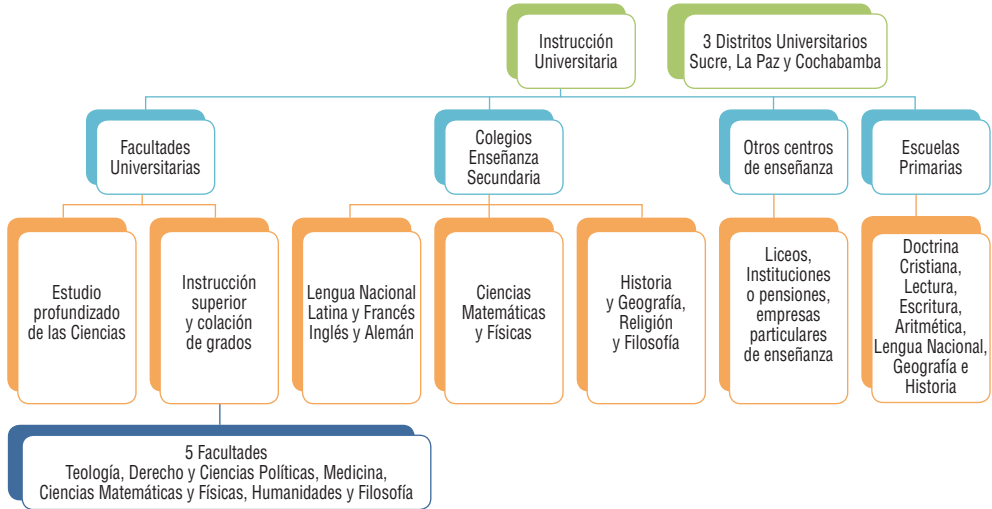 Instrucción
Universitaria
3 Distritos Universitarios
Sucre, La Paz y Cochabamba
Facultades
Universitarias
Colegios
Enseñanza
Secundaria
Otros centros
de enseñanza
Escuelas
Primarias
Estudio
profundizado
de las Ciencias
Instrucción
superior
y colación
de grados
Lengua Nacional
Latina y Francés
Inglés y Alemán
Ciencias
Matemáticas
y Físicas
Historia
y Geografía,
Religión
y Filosofía
Liceos,
Instituciones
o pensiones,
empresas
particulares
de enseñanza
Doctrina
Cristiana,
Lectura,
Escritura,
Aritmética,
Lengua Nacional,
Geografía e
Historia
5 Facultades
Teología, Derecho y Ciencias Políticas, Medicina,
Ciencias Matemáticas y Físicas, Humanidades y Filosofía